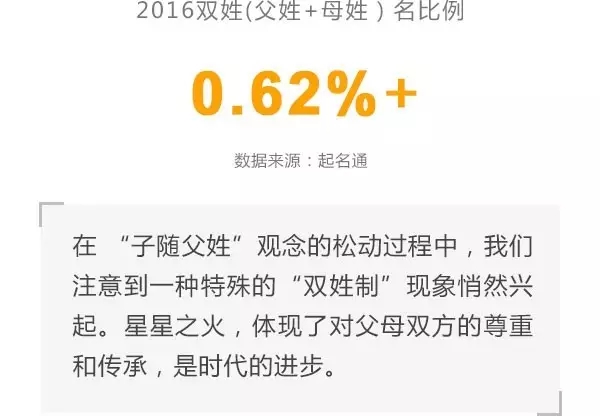 2016双姓(父姓+母姓）名比例
0.62%+
数据来源：起名通
在“子随父姓”观念的松动过程中，我们
注意到一种特殊的“双姓制”现象悄然兴
起。星星之火，体现了对父母双方的尊重
和传承，是时代的进步。